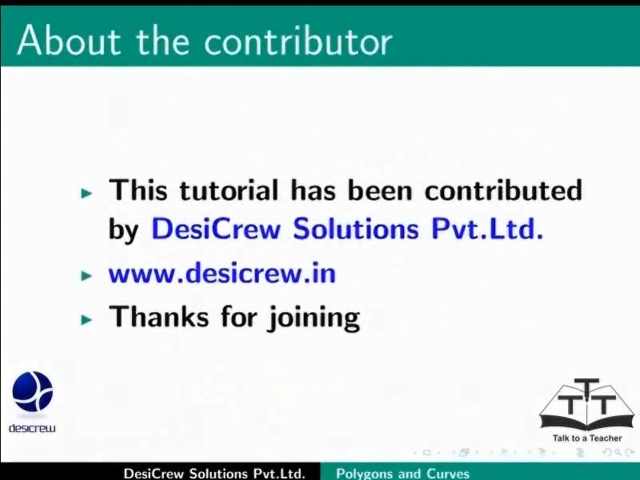 About the contributor
This tutorial has been contributed
by DesiCrew Solutions Pvt.Ltd.
www.desicrew.in
Thanks for joining
desicrew
TTT
Talk to a Teacher
DesiCrew Solutions Pvt.Ltd. Polygons and Curves